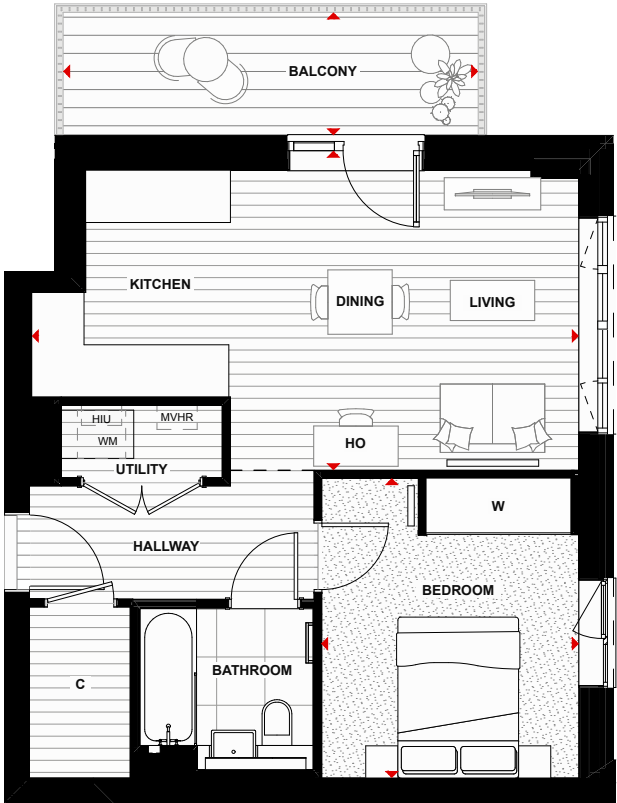 BALCONY
KITCHEN
DINING
LIVING
HIU
MVHR
WM
HO
UTILITY
W
HALLWAY
BEDROOM
BATHROOM
C